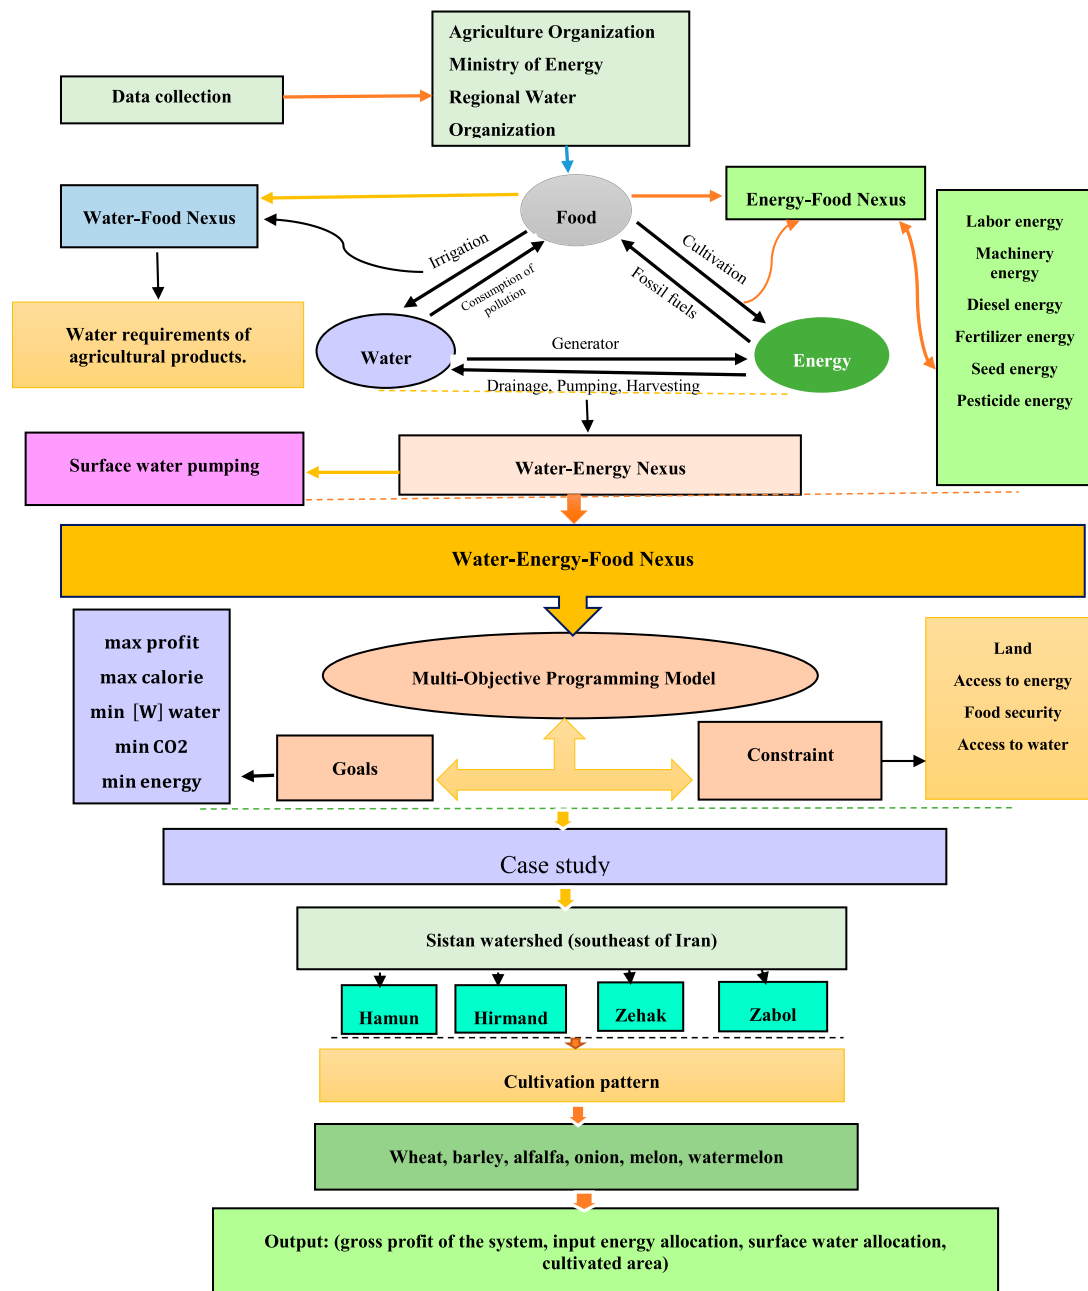 Agriculture Organization
Ministry of Energy
Regional Water
Organization
Data collection
Water-Food Nexus
Food
Energy-Food Nexus
Labor energy
Machinery
energy
Diesel energy
Fertilizer energy
Seed energy
Pesticide energy
Irrigation
Consumption of
pollution
Cultivation
Fossil fuels
Water requirements of
agricultural products.
Water
Generator
Energy
Drainage, Pumping, Harvesting
Surface water pumping
Water-Energy Nexus
Water-Energy-Food Nexus
max profit
max calorie
min [W] water
min CO2
min energy
Multi-Objective Programming Model
Goals
Constraint
Land
Access to energy
Food security
Access to water
Case study
Sistan watershed (southeast of Iran)
Hamun
Hirmand
Zehak
Zabol
Cultivation pattern
Wheat, barley, alfalfa, onion, melon, watermelon
Output: (gross profit of the system, input energy allocation, surface water allocation,
cultivated area)